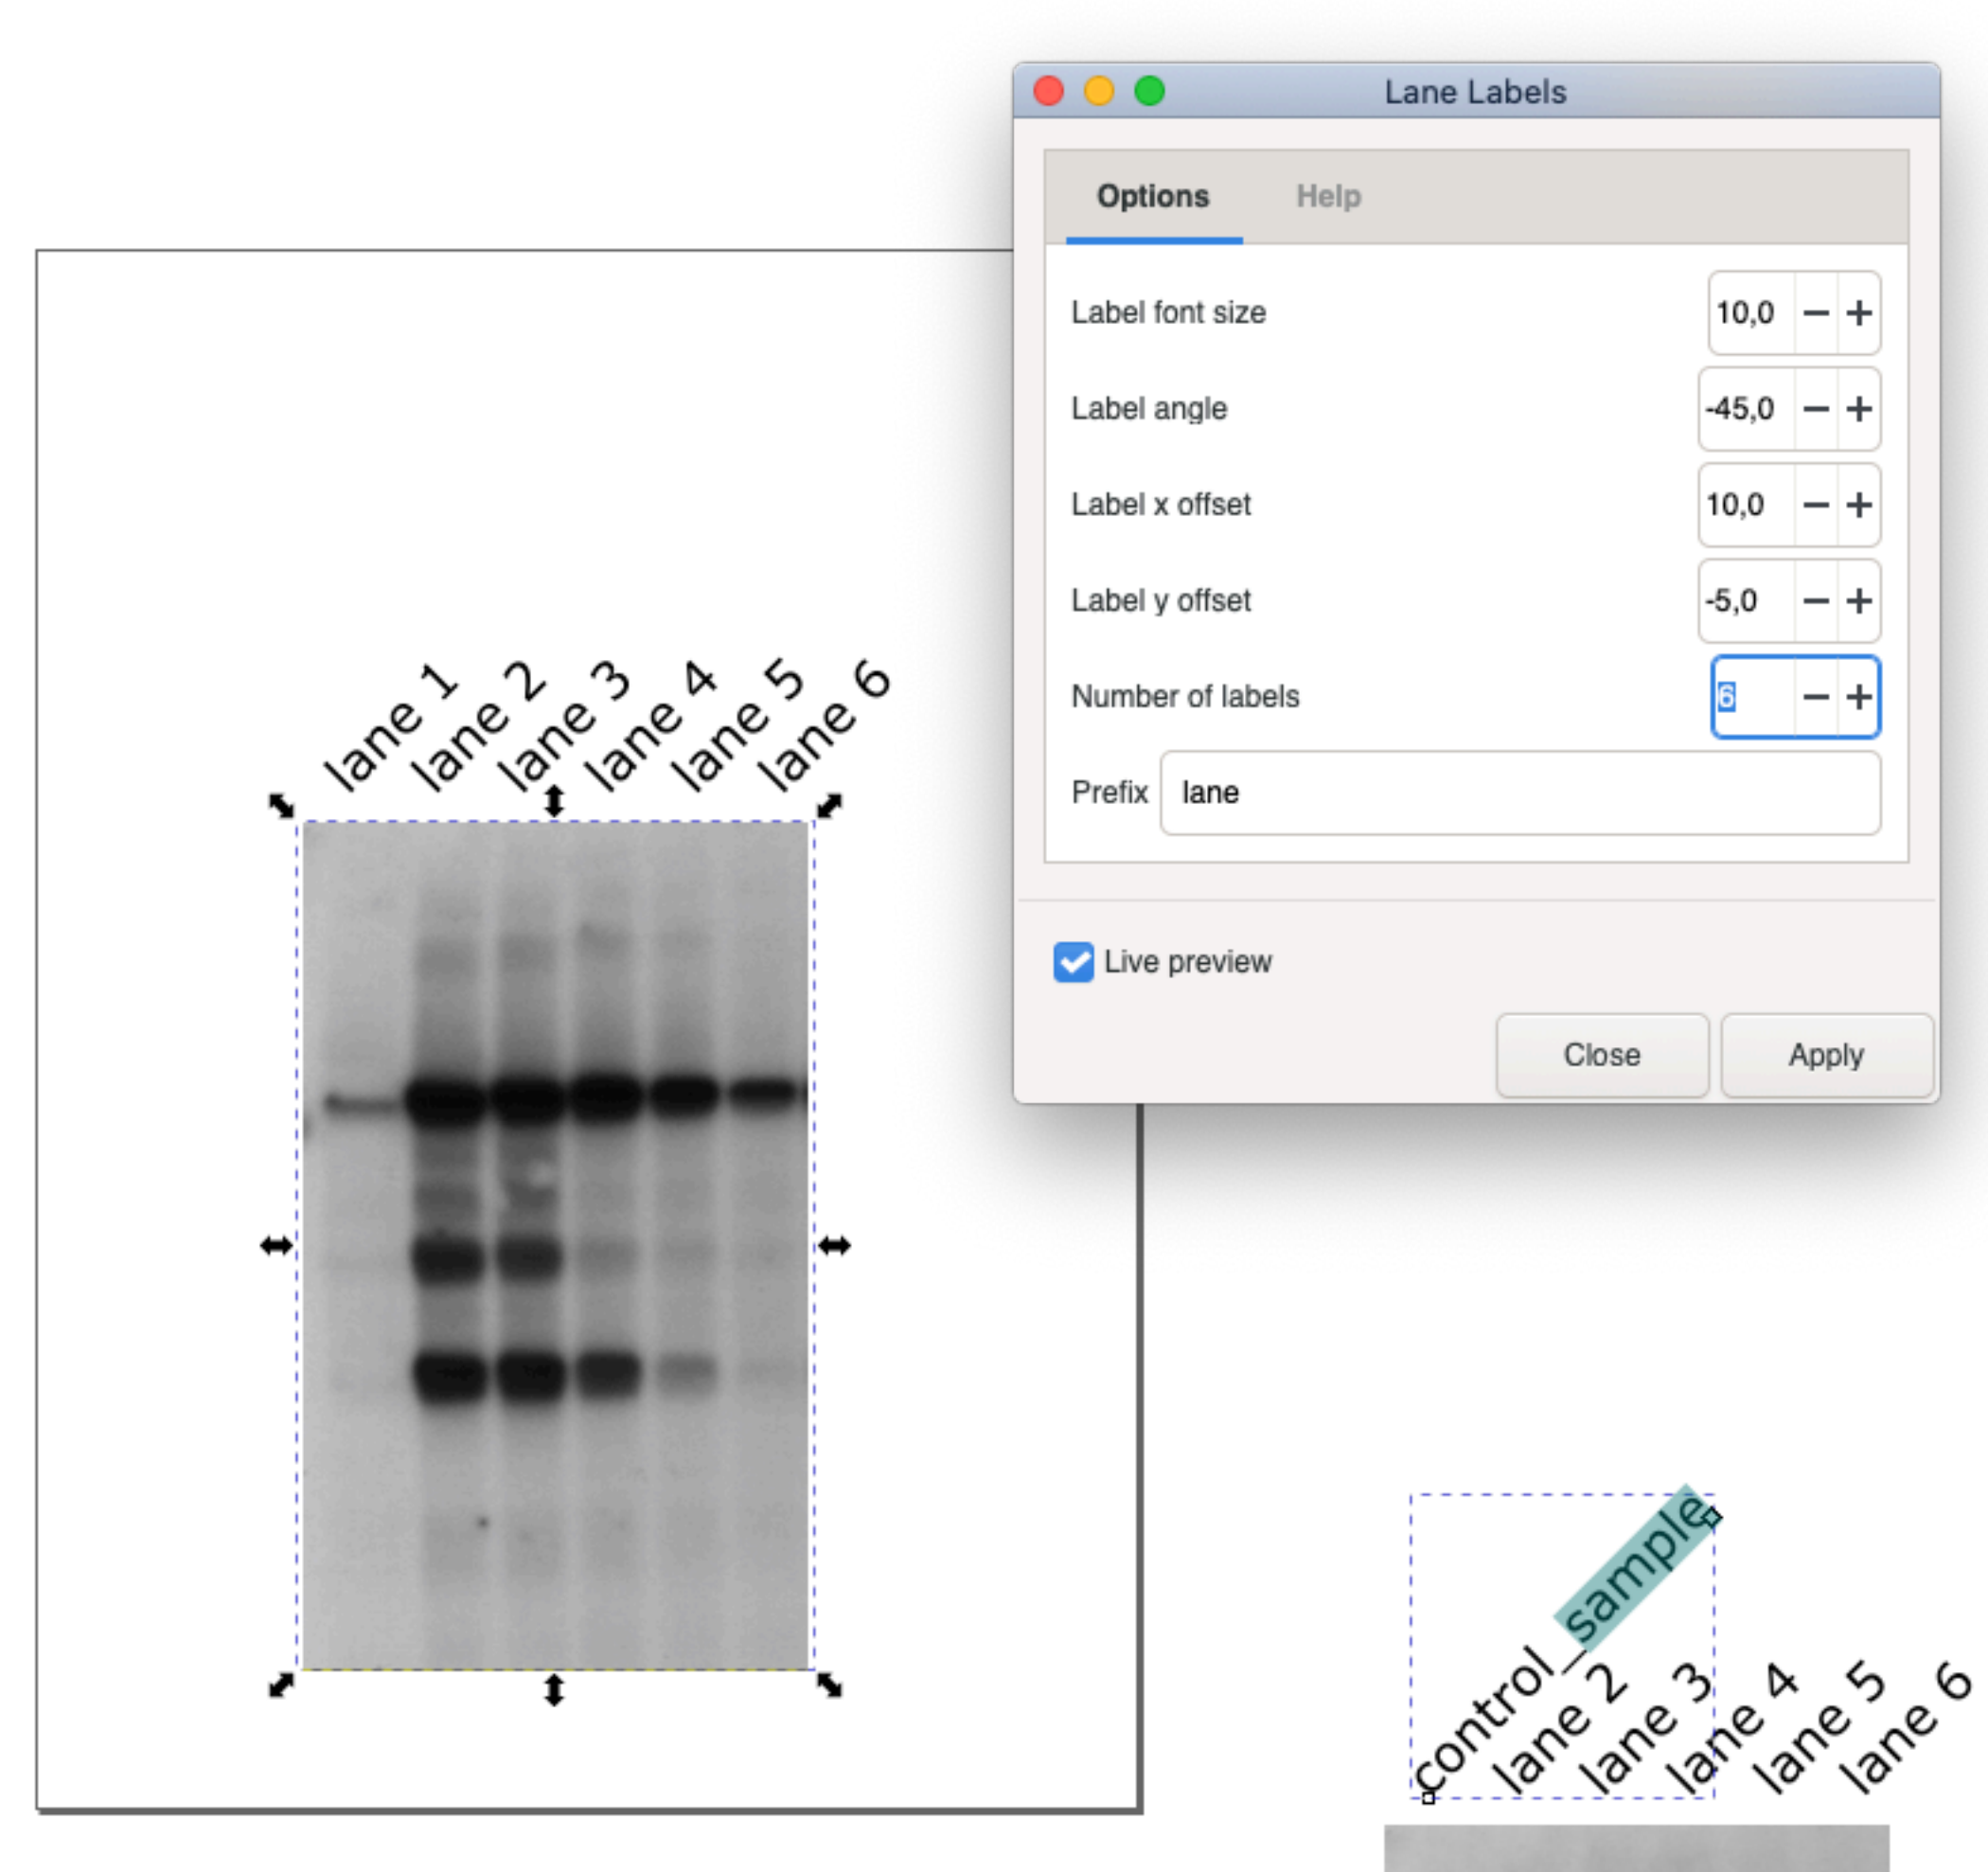 Lane Labels
Options Help
Label font size 10,0 − +
Label angle -45,0 − +
Label x offset 10,0 − +
Label y offset -5,0 − +
Number of labels 6 − +
Prefix lane
Live preview
Close Apply
lane 1
lane 2
lane 3
lane 4
lane 5
lane 6
control_sample
lane 2
lane 3
lane 4
lane 5
lane 6